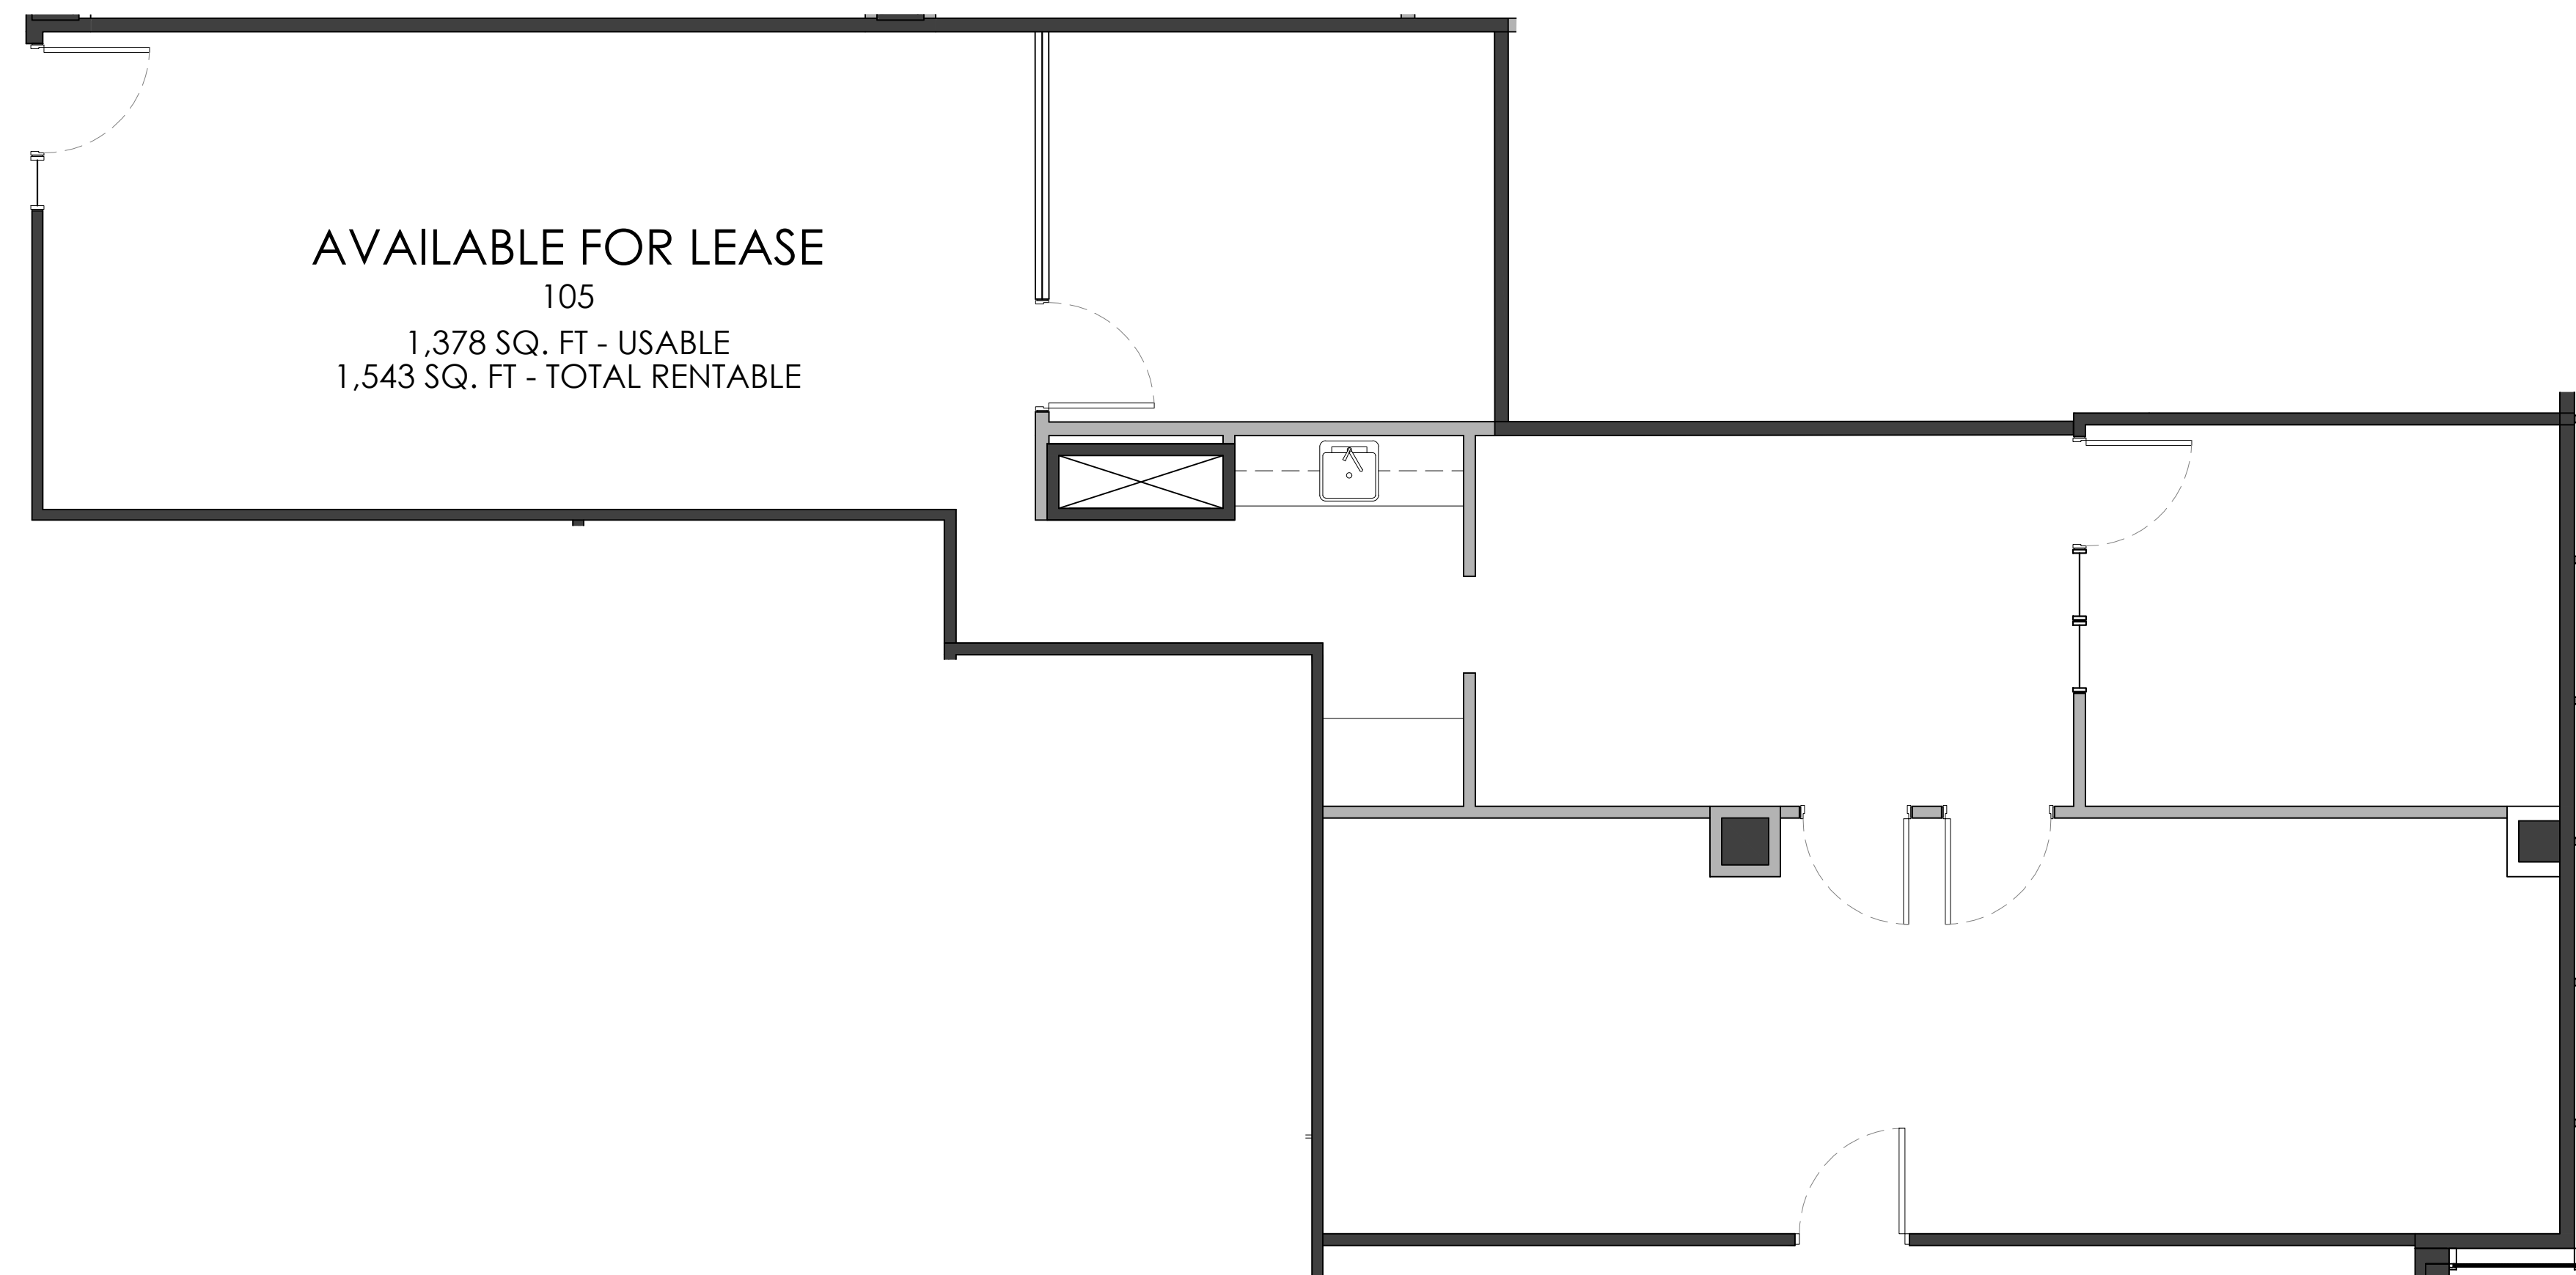 AVAILABLE FOR LEASE
105
1,378 SQ. FT - USABLE
1,543 SQ. FT - TOTAL RENTABLE